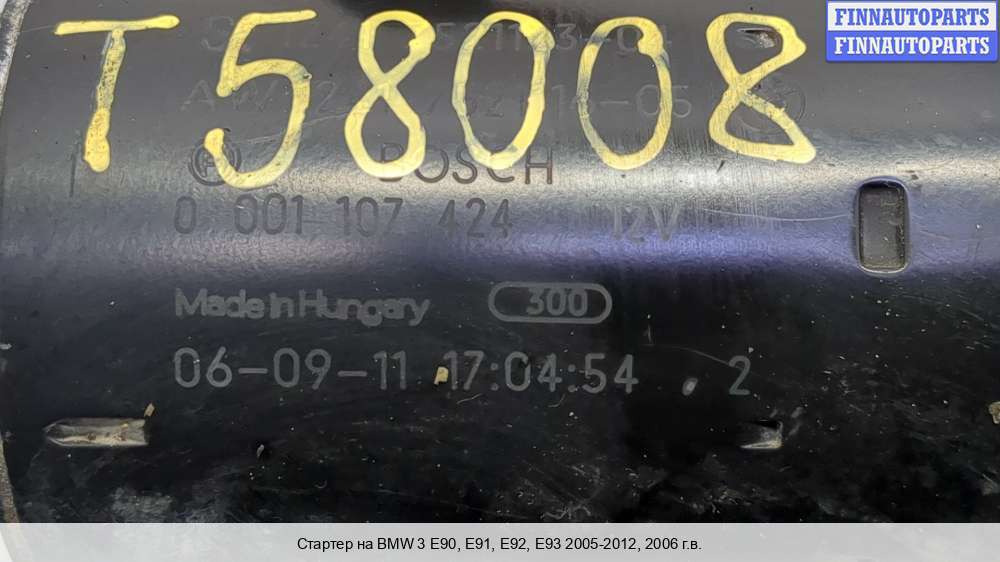 FINNAUTOPARTS
FINNAUTOPARTS
T58008
BOSCH
0 001 107 424 12V
Made in Hungary 300
06-09-11 17:04:54 , 2
Стартер на BMW 3 E90, E91, E92, E93 2005-2012, 2006 г.в.